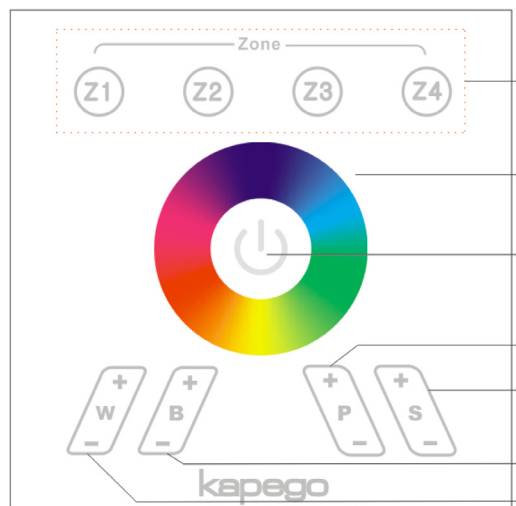 Zone
Z1 Z2 Z3 Z4
+ + + +
W B P S
− − − −
kapego